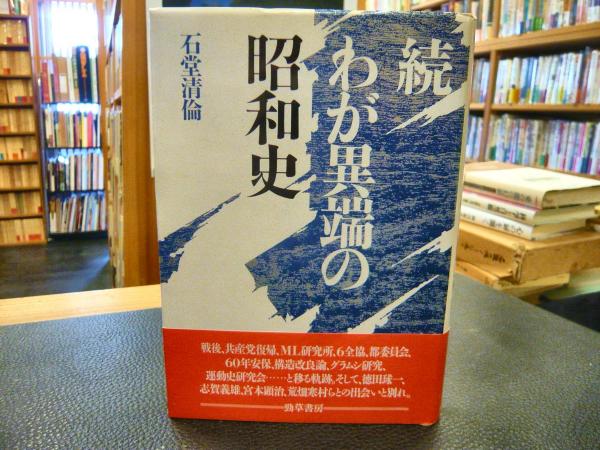 続
わが異端の
昭和史
石堂清倫
戦後、共産党復帰、ML研究所、6全協、都委員会、
60年安保、構造改良論、グラムシ研究、
運動史研究会……と移る軌跡。そして、徳田球一、
志賀義雄、宮本顕治、荒畑寒村らとの出会いと別れ。
勁草書房